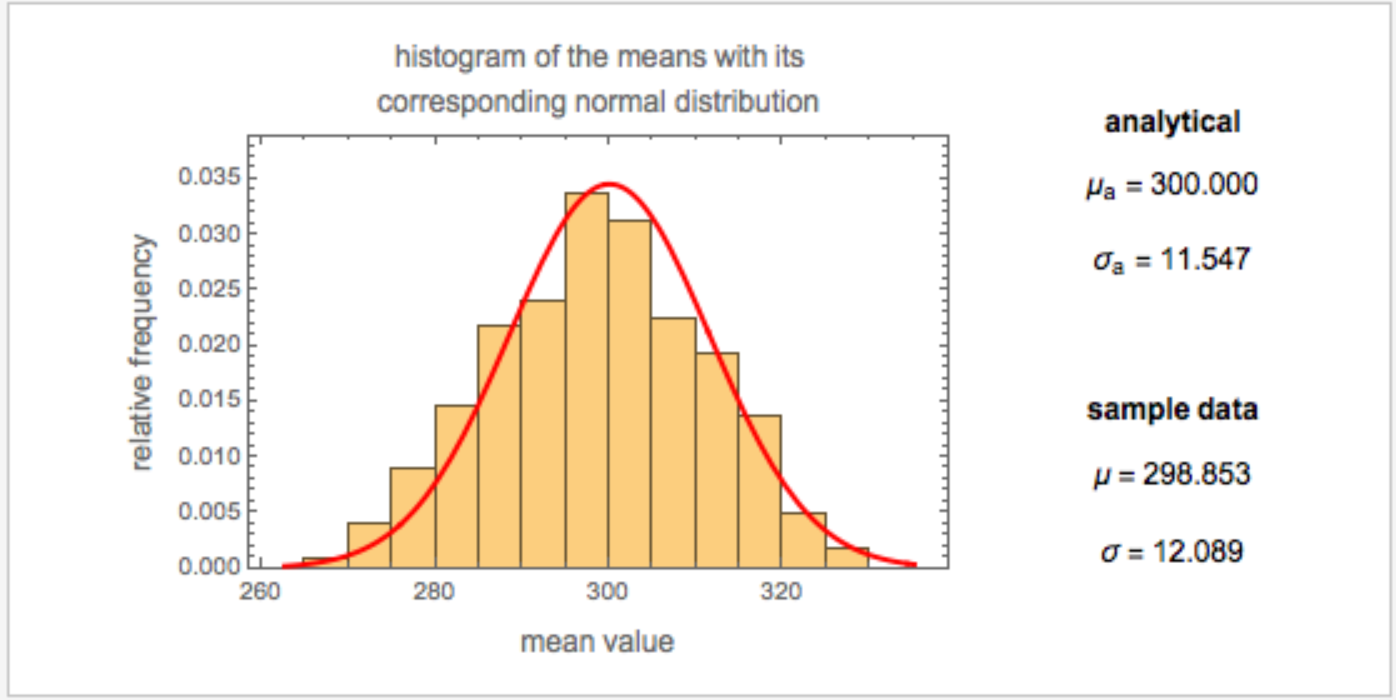 histogram of the means with its
corresponding normal distribution
analytical
μa = 300.000
σa = 11.547
sample data
μ = 298.853
σ = 12.089
relative frequency
0.035
0.030
0.025
0.020
0.015
0.010
0.005
0.000
260 280 300 320
mean value